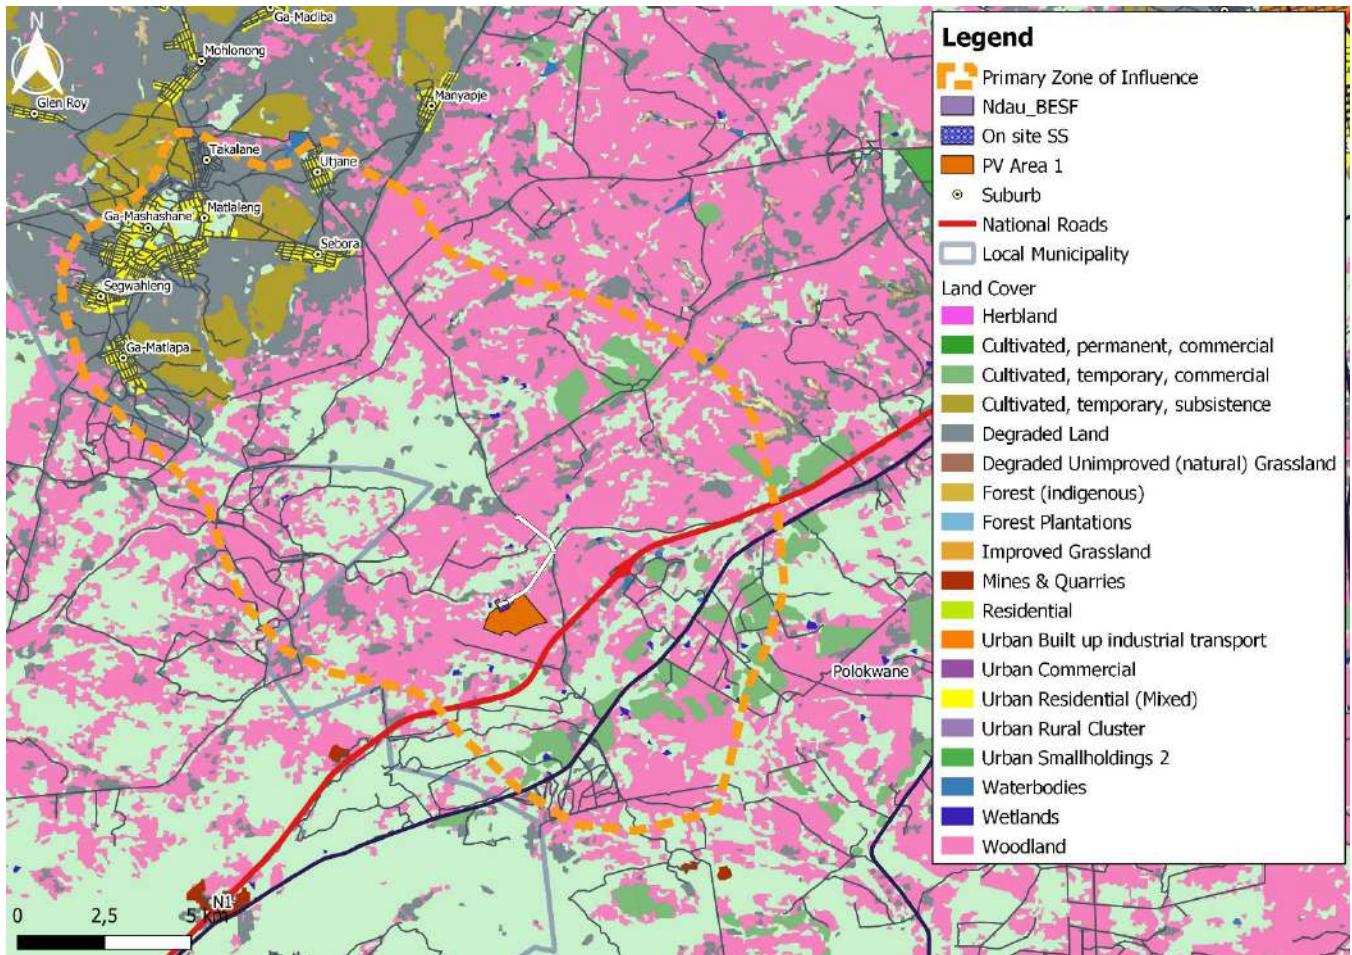 N
Ga-Madiba
Mohlonong
Glen Roy
Manyapje
Takalane
Utjane
Ga-Mashashane
Matlaleng
Sebora
Segwahleng
Ga-Matlapa
Polokwane
N1
0 2,5 5 km
Legend
Primary Zone of Influence
Ndau_BESF
On site SS
PV Area 1
Suburb
National Roads
Local Municipality
Land Cover
Herbland
Cultivated, permanent, commercial
Cultivated, temporary, commercial
Cultivated, temporary, subsistence
Degraded Land
Degraded Unimproved (natural) Grassland
Forest (indigenous)
Forest Plantations
Improved Grassland
Mines & Quarries
Residential
Urban Built up industrial transport
Urban Commercial
Urban Residential (Mixed)
Urban Rural Cluster
Urban Smallholdings 2
Waterbodies
Wetlands
Woodland